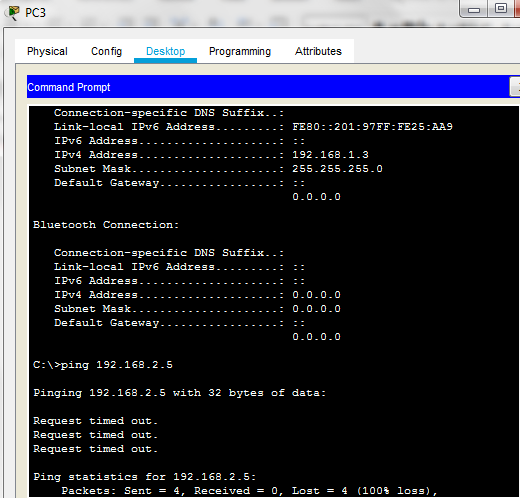 PC3
Physical Config Desktop Programming Attributes
Command Prompt
Connection-specific DNS Suffix..:
Link-local IPv6 Address.........: FE80::201:97FF:FE25:AA9
IPv6 Address....................: ::
IPv4 Address....................: 192.168.1.3
Subnet Mask.....................: 255.255.255.0
Default Gateway.................: ::
0.0.0.0
Bluetooth Connection:
Connection-specific DNS Suffix..:
Link-local IPv6 Address.........: ::
IPv6 Address....................: ::
IPv4 Address....................: 0.0.0.0
Subnet Mask.....................: 0.0.0.0
Default Gateway.................: ::
0.0.0.0
C:\>ping 192.168.2.5
Pinging 192.168.2.5 with 32 bytes of data:
Request timed out.
Request timed out.
Request timed out.
Ping statistics for 192.168.2.5:
Packets: Sent = 4, Received = 0, Lost = 4 (100% loss),